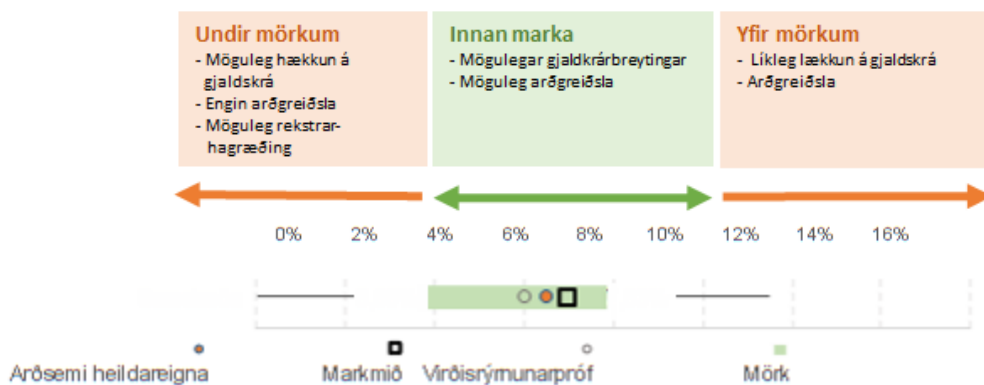 Undir mörkum
- Möguleg hækkun á
gjaldskrá
- Engin arðgreiðsla
- Möguleg rekstrar-
hagræðing
Innan marka
- Mögulegar gjaldkrárbreytingar
- Möguleg arðgreiðsla
Yfir mörkum
- Líkleg lækkun á gjaldskrá
- Arðgreiðsla
0% 2% 4% 6% 8% 10% 12% 14% 16%
Arðsemi heildareigna Markmið Virðisrýrnunarpróf Mörk